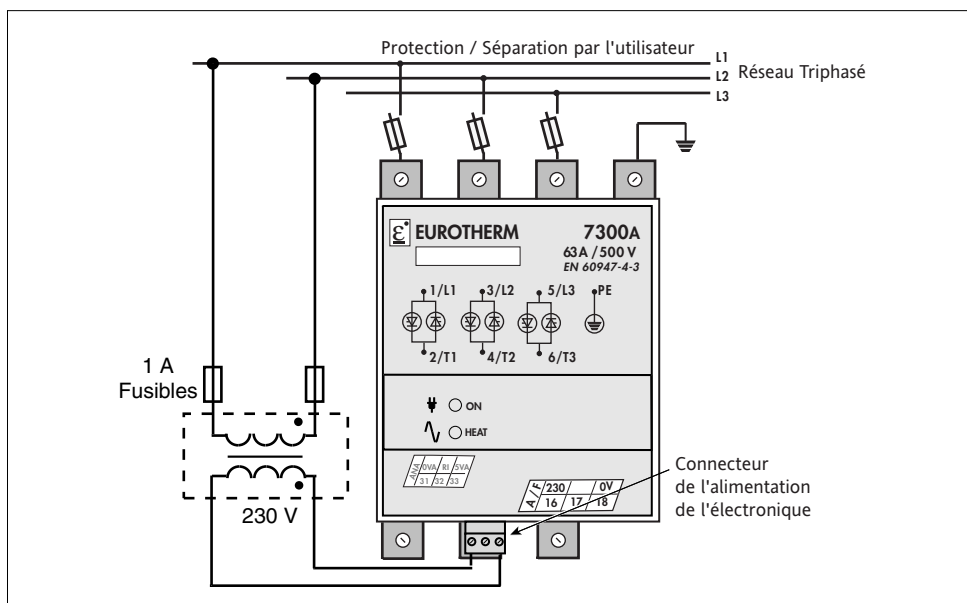 Protection / Séparation par l'utilisateur
L1
L2
L3
Réseau Triphasé
EUROTHERM
7300A
63A / 500 V
EN 60947-4-3
1/L1
3/L2
5/L3
PE
2/T1
4/T2
6/T3
1 A
Fusibles
ON
HEAT
ANA
0VA RI 5VA
31 32 33
A / F
230 0V
16 17 18
230 V
Connecteur
de l'alimentation
de l'électronique